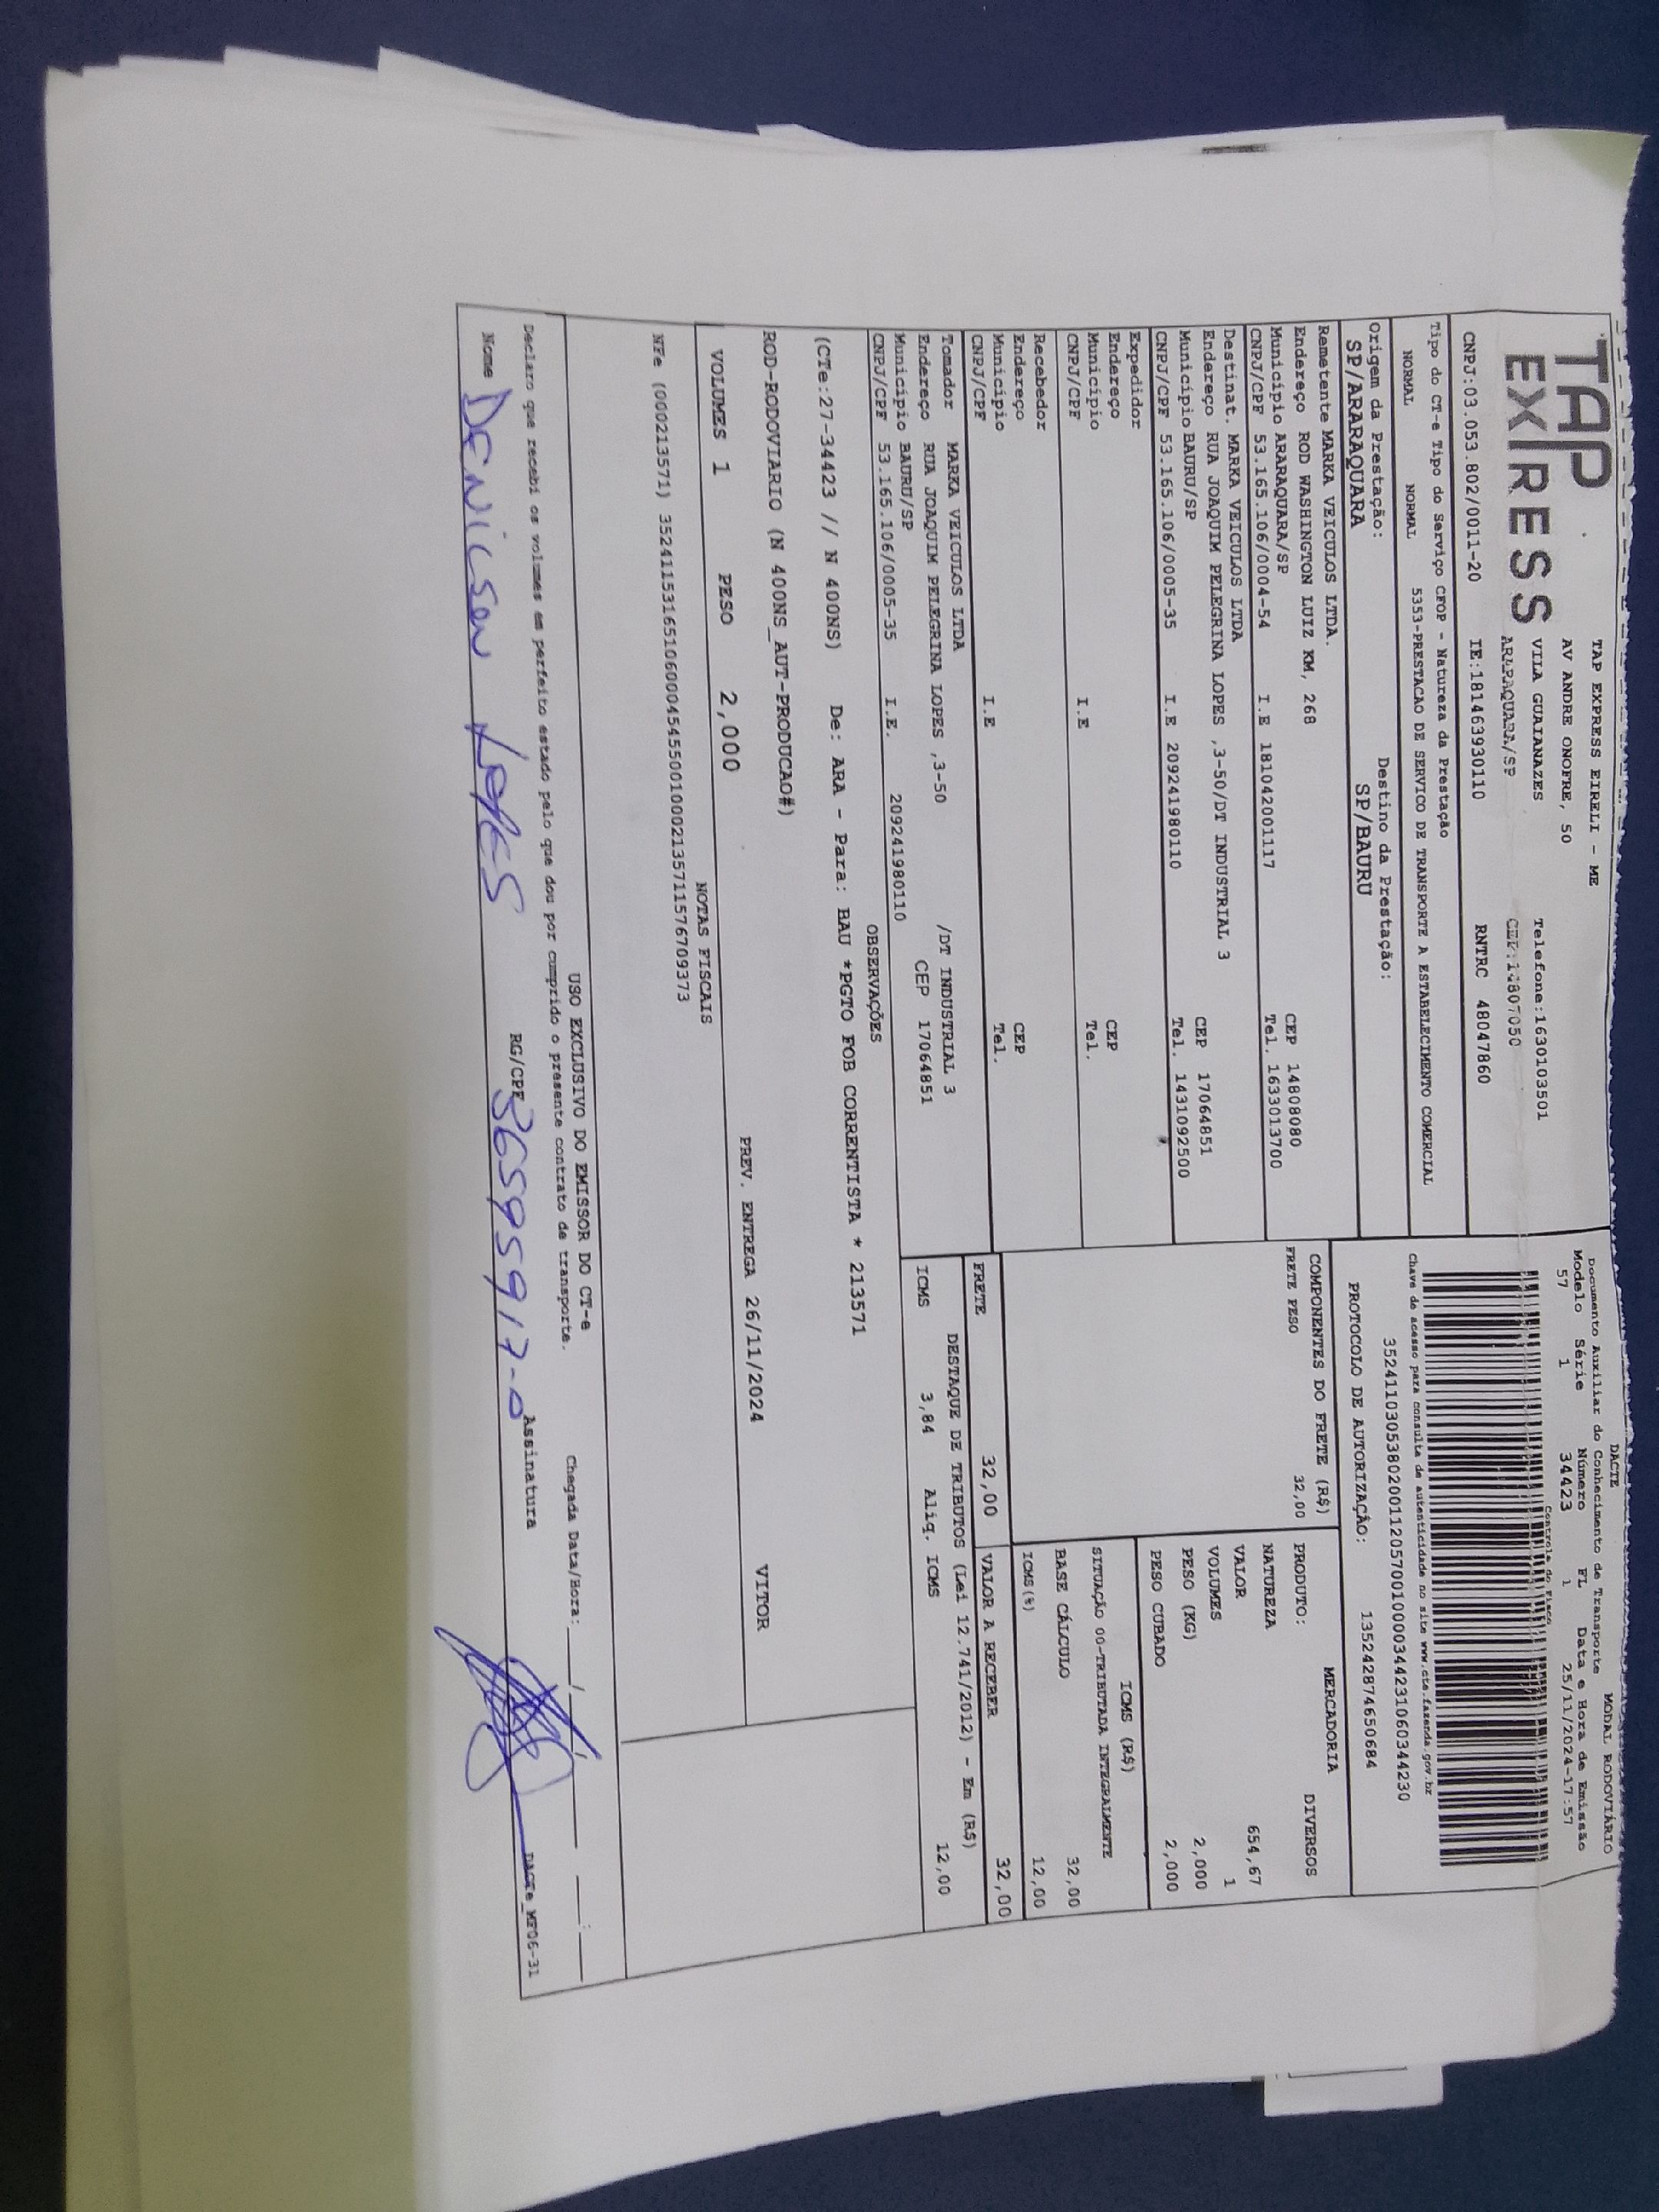 TAP
EXPRESS
TAP EXPRESS EIRELI - ME
AV ANDRE ONOFRE, 50
VILA GUAIANAZES Telefone:1630103501
ARARAQUARA/SP CEP:14807050
CNPJ:03.053.802/0011-20 IE:181463930110 RNTRC 48047860
DACTE MODAL RODOVIÁRIO
Documento Auxiliar do Conhecimento de Transporte
Modelo Série Número FL Data e Hora de Emissão
57 1 34423 1 25/11/2024-17:57
Controle do Fisco
Chave de acesso para consulta de autenticidade no site www.cte.fazenda.gov.br
35241103053802001120570010000344231060344230
PROTOCOLO DE AUTORIZAÇÃO: 135242874650684
Tipo do CT-e Tipo do Serviço CFOP - Natureza da Prestação
NORMAL NORMAL 5353-PRESTACAO DE SERVICO DE TRANSPORTE A ESTABELECIMENTO COMERCIAL
Origem da Prestação: Destino da Prestação:
SP/ARARAQUARA SP/BAURU
Remetente MARKA VEICULOS LTDA.
Endereço ROD WASHINGTON LUIZ KM, 268 CEP 14808080
Município ARARAQUARA/SP Tel. 1633013700
CNPJ/CPF 53.165.106/0004-54 I.E 181042001117
Destinat. MARKA VEICULOS LTDA
Endereço RUA JOAQUIM PELEGRINA LOPES ,3-50/DT INDUSTRIAL 3 CEP 17064851
Município BAURU/SP Tel. 1431092500
CNPJ/CPF 53.165.106/0005-35 I.E 209241980110
Expedidor
Endereço CEP
Município Tel.
CNPJ/CPF I.E
Recebedor
Endereço CEP
Município Tel.
CNPJ/CPF I.E
Tomador MARKA VEICULOS LTDA /DT INDUSTRIAL 3
Endereço RUA JOAQUIM PELEGRINA LOPES ,3-50 CEP 17064851
Município BAURU/SP
CNPJ/CPF 53.165.106/0005-35 I.E. 209241980110
COMPONENTES DO FRETE (R$)
FRETE PESO 32,00
FRETE 32,00
MERCADORIA
PRODUTO: DIVERSOS
NATUREZA
VALOR 654,67
VOLUMES 1
PESO (KG) 2,000
PESO CUBADO 2,000
ICMS (R$)
SITUAÇÃO 00-TRIBUTADA INTEGRALMENTE
BASE CÁLCULO 32,00
ICMS(%) 12,00
VALOR A RECEBER 32,00
DESTAQUE DE TRIBUTOS (Lei 12.741/2012) - Em (R$)
ICMS 3,84 Aliq. ICMS 12,00
OBSERVAÇÕES
(CTe:27-34423 // N 400NS) De: ARA - Para: BAU *PGTO FOB CORRENTISTA * 213571
ROD-RODOVIARIO (N 400NS_AUT-PRODUCAO#)
VOLUMES 1 PESO 2,000 PREV. ENTREGA 26/11/2024 VITOR
NOTAS FISCAIS
NFe (000213571) 35241153165106000454550010002135711576709373
USO EXCLUSIVO DO EMISSOR DO CT-e
Declaro que recebi os volumes em perfeito estado pelo que dou por cumprido o presente contrato de transporte. Chegada Data/Hora: ___/___/______ ___:___
Nome DENilson LOPES RG/CPF Assinatura
DACTe_MF06-31